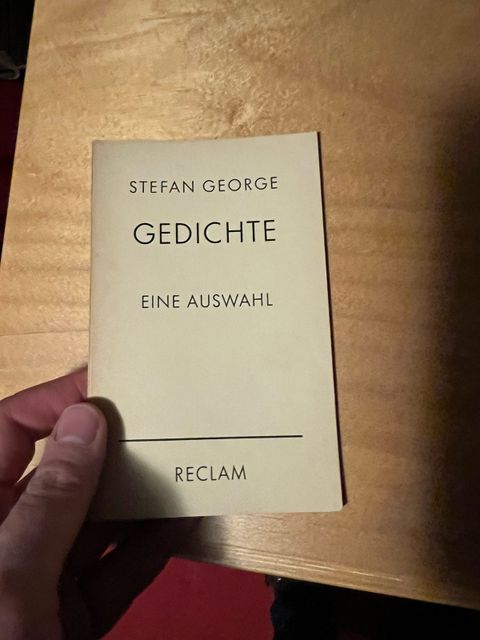 STEFAN GEORGE
GEDICHTE
EINE AUSWAHL
RECLAM